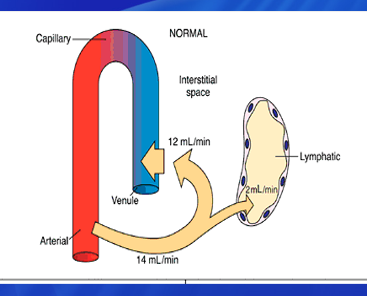 Capillary
NORMAL
Interstitial
space
12 mL/min
Lymphatic
2mL/min
Venule
Arterial
14 mL/min